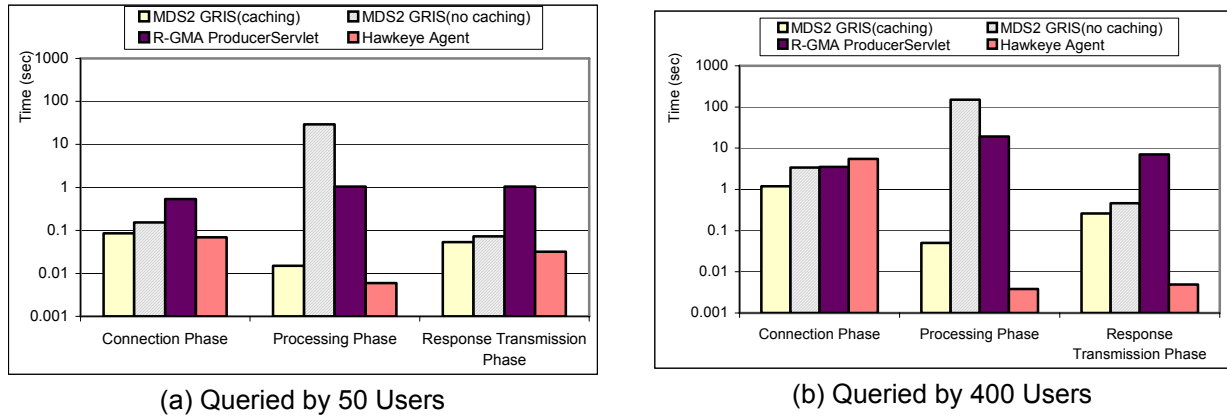 MDS2 GRIS(caching) MDS2 GRIS(no caching)
R-GMA ProducerServlet Hawkeye Agent
Time (sec)
1000
100
10
1
0.1
0.01
0.001
Connection Phase Processing Phase Response Transmission
Phase
(a) Queried by 50 Users
MDS2 GRIS(caching) MDS2 GRIS(no caching)
R-GMA ProducerServlet Hawkeye Agent
Time (sec)
1000
100
10
1
0.1
0.01
0.001
Connection Phase Processing Phase Response
Transmission Phase
(b) Queried by 400 Users